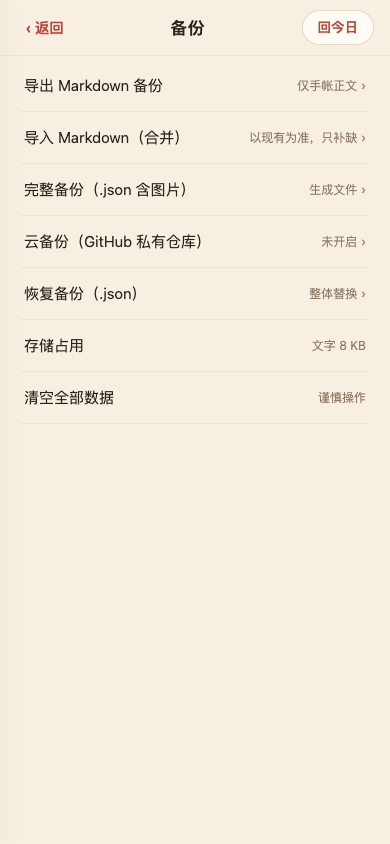 ‹ 返回 备份 回今日
导出 Markdown 备份 仅手帐正文 ›
导入 Markdown（合并） 以现有为准，只补缺 ›
完整备份（.json 含图片） 生成文件 ›
云备份（GitHub 私有仓库） 未开启 ›
恢复备份（.json） 整体替换 ›
存储占用 文字 8 KB
清空全部数据 谨慎操作